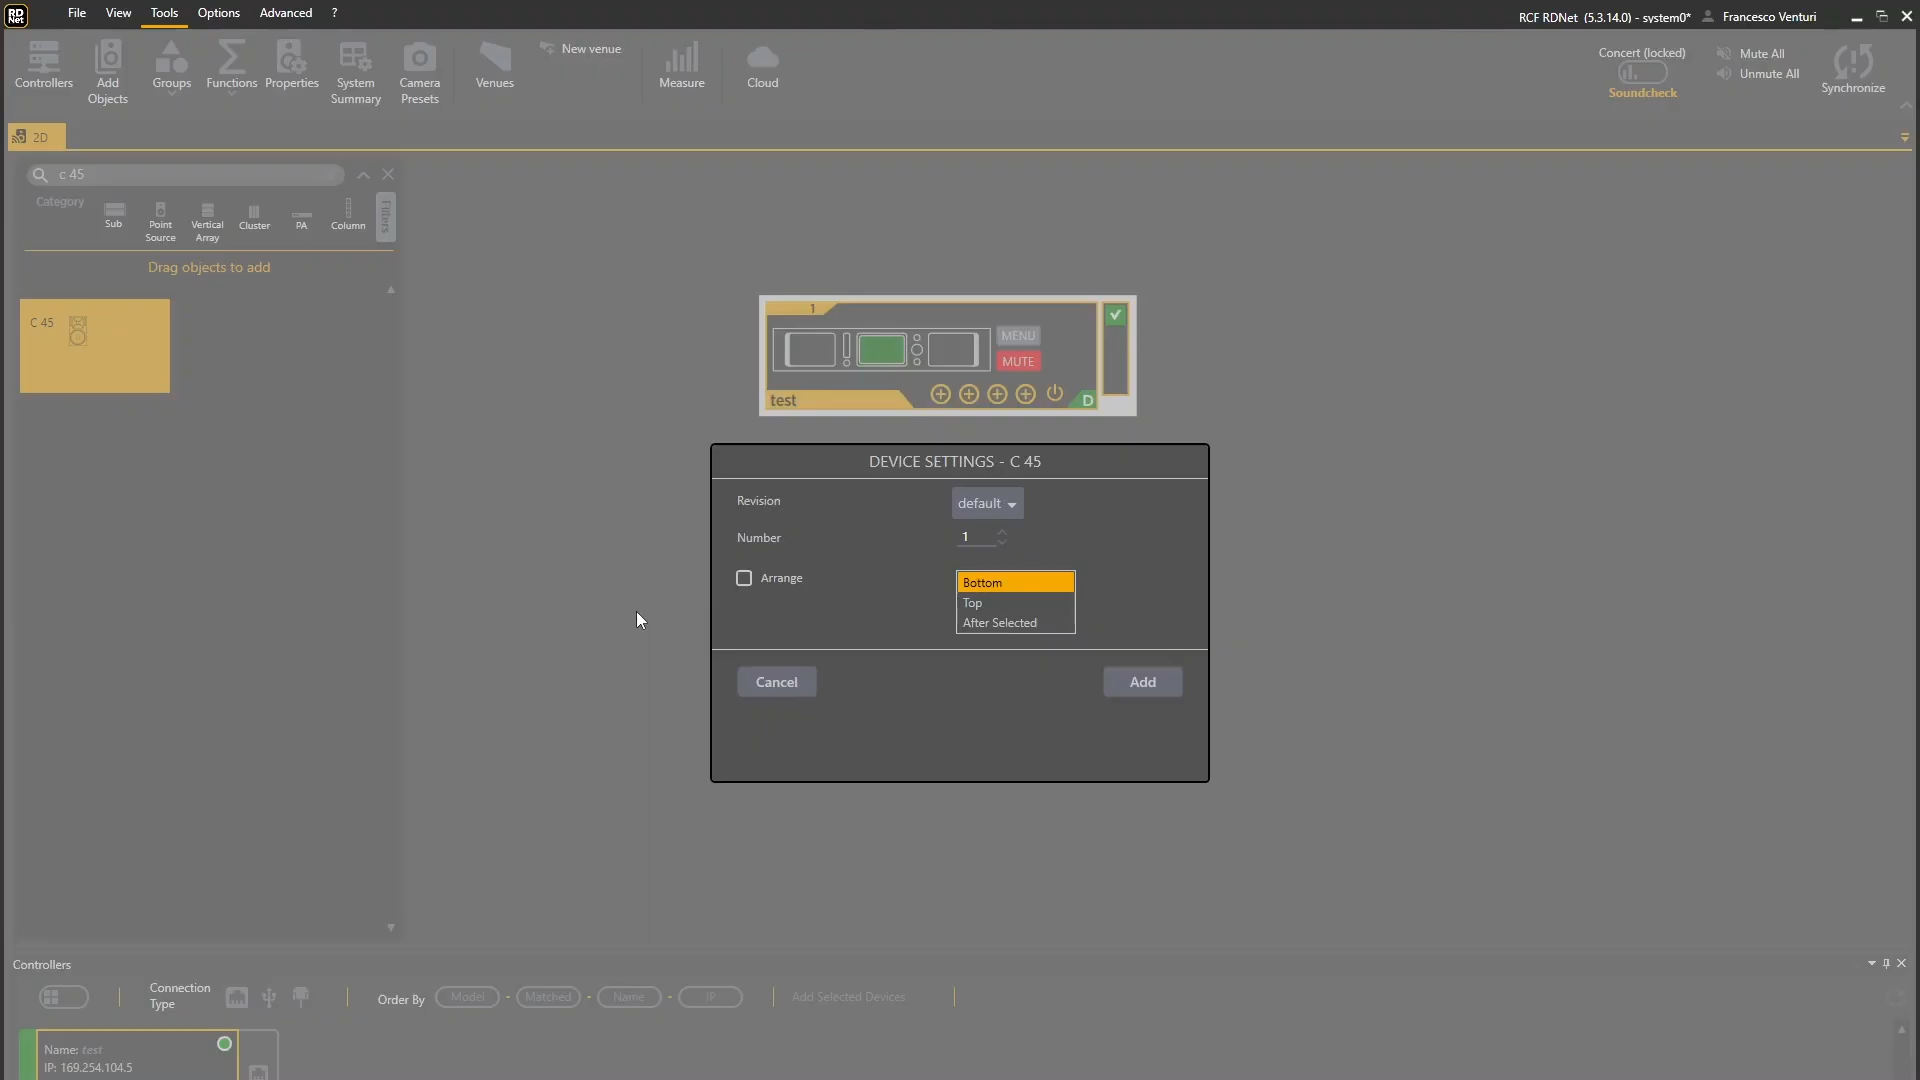 RD
Net
File View Tools Options Advanced ?
RCF RDNet (5.3.14.0) - system0* Francesco Venturi
Controllers
Add
Objects
Groups
Functions
Properties
System
Summary
Camera
Presets
Venues
New venue
Measure
Cloud
Concert (locked)
Soundcheck
Mute All
Unmute All
Synchronize
2D
c 45
Category
Sub
Point
Source
Vertical
Array
Cluster
PA
Column
Filters
Drag objects to add
C 45
1
MENU
MUTE
test
D
DEVICE SETTINGS - C 45
Revision default
Number 1
Arrange
Bottom
Top
After Selected
Cancel Add
Controllers
Connection
Type
Order By Model - Matched - Name - IP
Add Selected Devices
Name: test
IP: 169.254.104.5